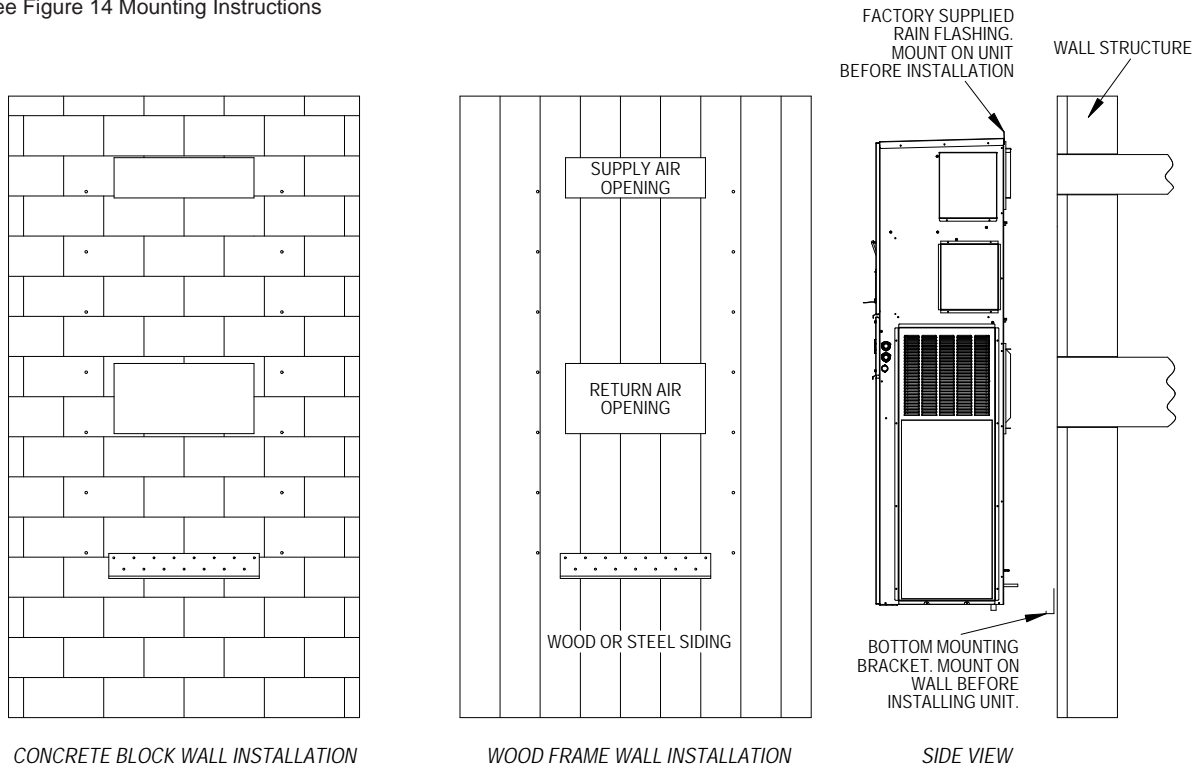 ee Figure 14 Mounting Instructions
FACTORY SUPPLIED
RAIN FLASHING.
MOUNT ON UNIT
BEFORE INSTALLATION
WALL STRUCTURE
SUPPLY AIR
OPENING
RETURN AIR
OPENING
WOOD OR STEEL SIDING
BOTTOM MOUNTING
BRACKET. MOUNT ON
WALL BEFORE
INSTALLING UNIT.
CONCRETE BLOCK WALL INSTALLATION
WOOD FRAME WALL INSTALLATION
SIDE VIEW